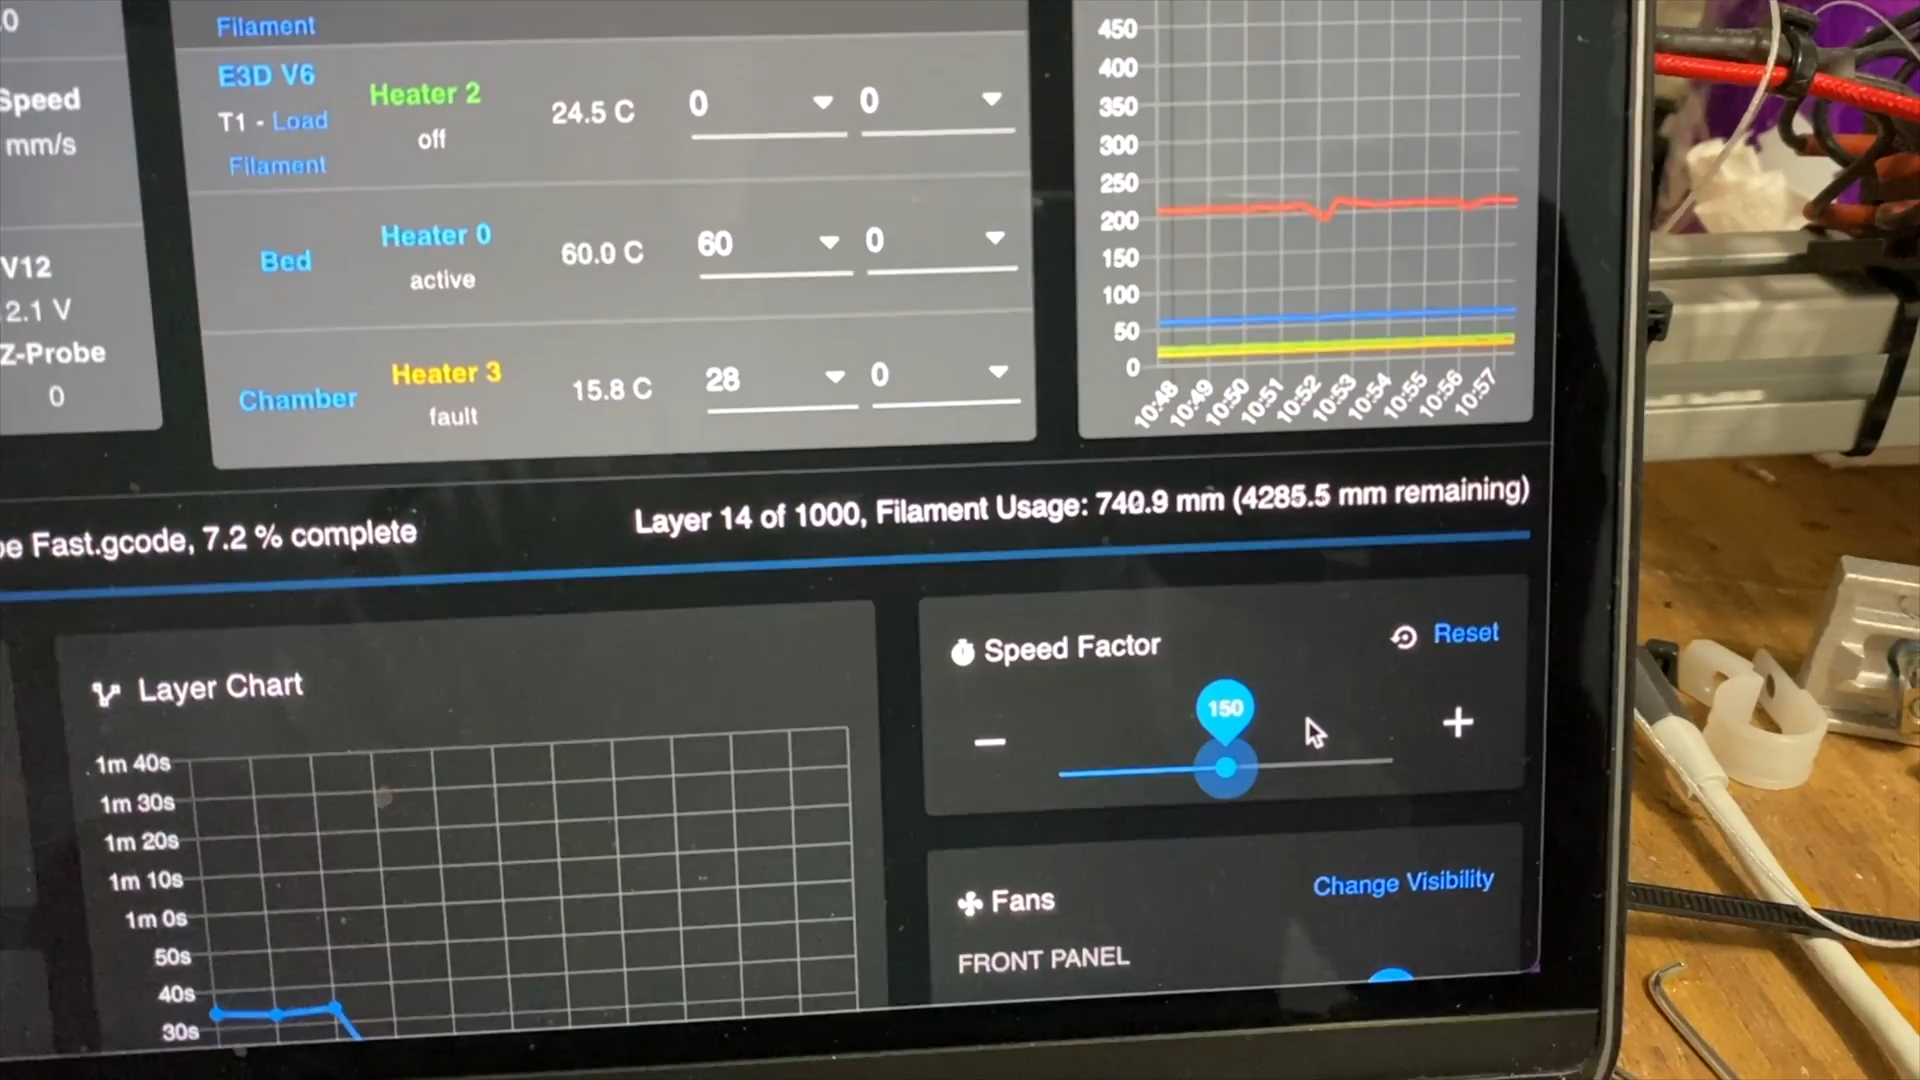 .0
Speed
mm/s
V12
2.1 V
Z-Probe
0
Filament
E3D V6
T1 - Load
Filament
Heater 2
off
24.5 C
0
0
Bed
Heater 0
active
60.0 C
60
0
Chamber
Heater 3
fault
15.8 C
28
0
450
400
350
300
250
200
150
100
50
0
10:48
10:49
10:50
10:51
10:52
10:53
10:54
10:55
10:56
10:57
Fast.gcode, 7.2 % complete
Layer 14 of 1000, Filament Usage: 740.9 mm (4285.5 mm remaining)
Layer Chart
1m 40s
1m 30s
1m 20s
1m 10s
1m 0s
50s
40s
30s
Speed Factor
Reset
150
Fans
Change Visibility
FRONT PANEL